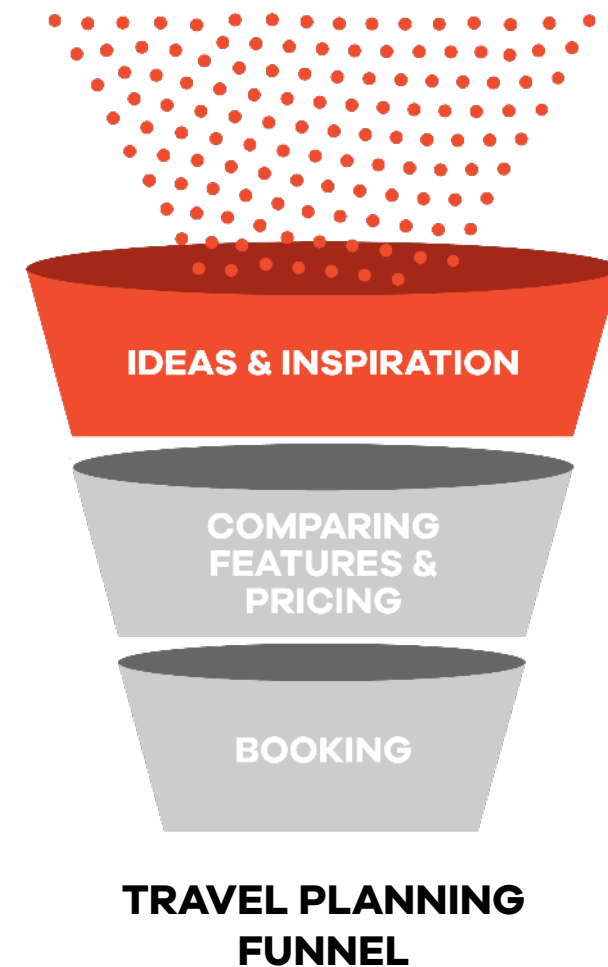 IDEAS & INSPIRATION
COMPARING
FEATURES &
PRICING
BOOKING
TRAVEL PLANNING
FUNNEL